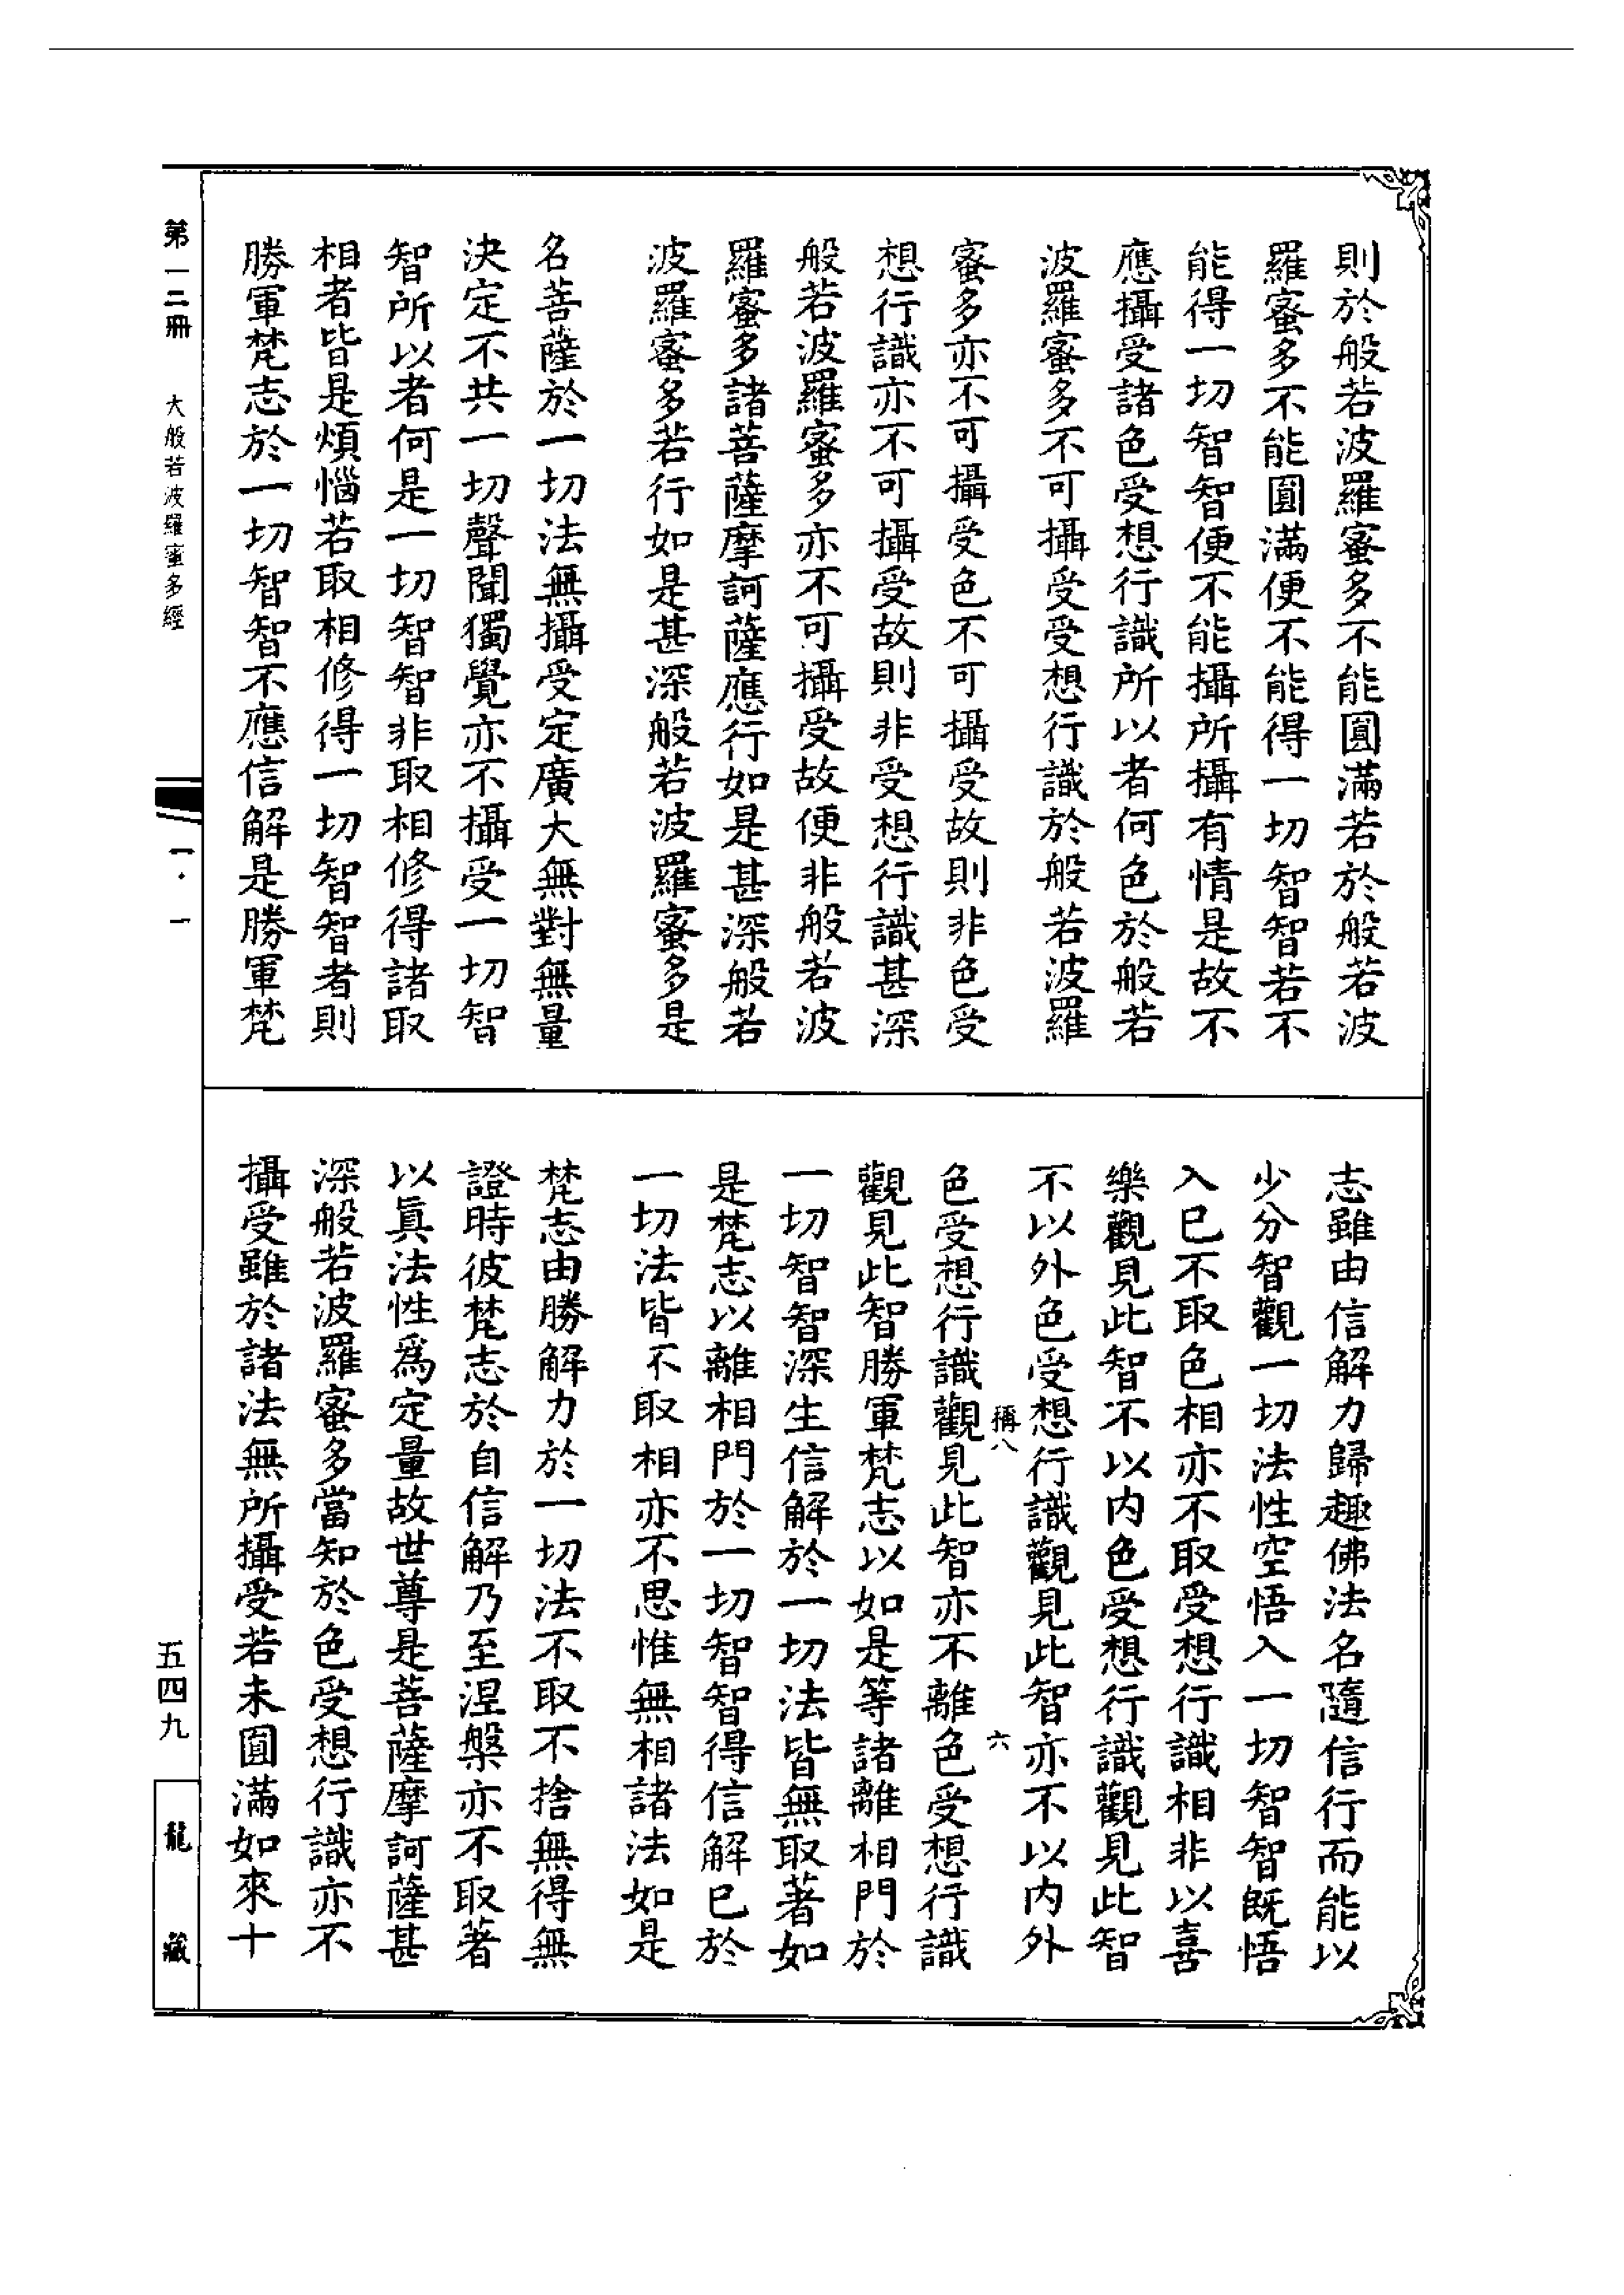 則於般若波羅蜜多不能圓滿若於般若波
羅蜜多不能圓滿便不能得一切智智若不
能得一切智智便不能攝所攝有情是故不
應攝受諸色受想行識所以者何色於般若
波羅蜜多不可攝受受想行識於般若波羅
蜜多亦不可攝受色不可攝受故則非色受
想行識亦不可攝受故則非受想行識甚深
般若波羅蜜多亦不可攝受故便非般若波
羅蜜多諸菩薩摩訶薩應行如是甚深般若
波羅蜜多若行如是甚深般若波羅蜜多是
名菩薩於一切法無攝受定廣大無對無量
決定不共一切聲聞獨覺亦不攝受一切智
智所以者何是一切智智非取相修得諸取
相者皆是煩惱若取相修得一切智智者則
勝軍梵志於一切智智不應信解是勝軍梵
志雖由信解力歸趣佛法名隨信行而能以
少分智觀一切法性空悟入一切智智既悟
入已不取色相亦不取受想行識相非以喜
樂觀見此智不以内色受想行識觀見此智
不以外色受想行識觀見此智亦不以内外
稱八
六
色受想行識觀見此智亦不離色受想行識
觀見此智勝軍梵志以如是等諸離相門於
一切智智深生信解於一切法皆無取著如
是梵志以離相門於一切智智得信解已於
一切法皆不取相亦不思惟無相諸法如是
梵志由勝解力於一切法不取不捨無得無
證時彼梵志於自信解乃至涅槃亦不取著
以真法性為定量故世尊是菩薩摩訶薩甚
深般若波羅蜜多當知於色受想行識亦不
攝受雖於諸法無所攝受若未圓滿如來十
第一二冊
大般若波羅蜜多經
一·一
五四九
龍藏